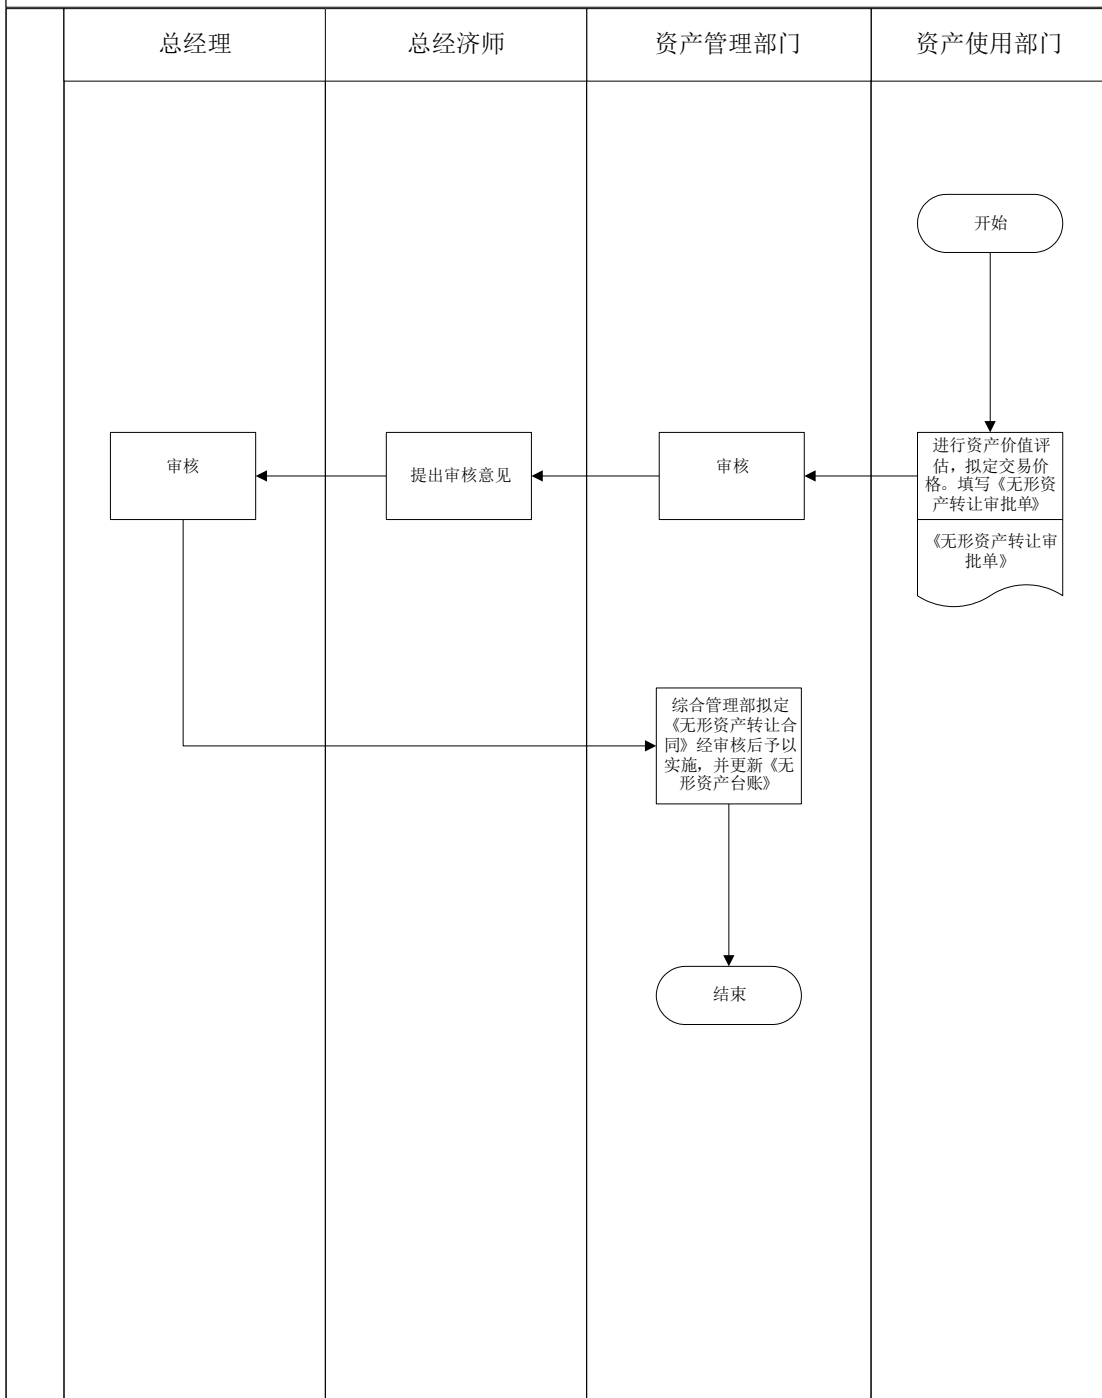 总经理
总经济师
资产管理部门
资产使用部门
开始
审核
提出审核意见
审核
进行资产价值评
估，拟定交易价
格。填写《无形资
产转让审批单》
《无形资产转让审
批单》
综合管理部拟定
《无形资产转让合
同》经审核后予以
实施，并更新《无
形资产台账》
结束